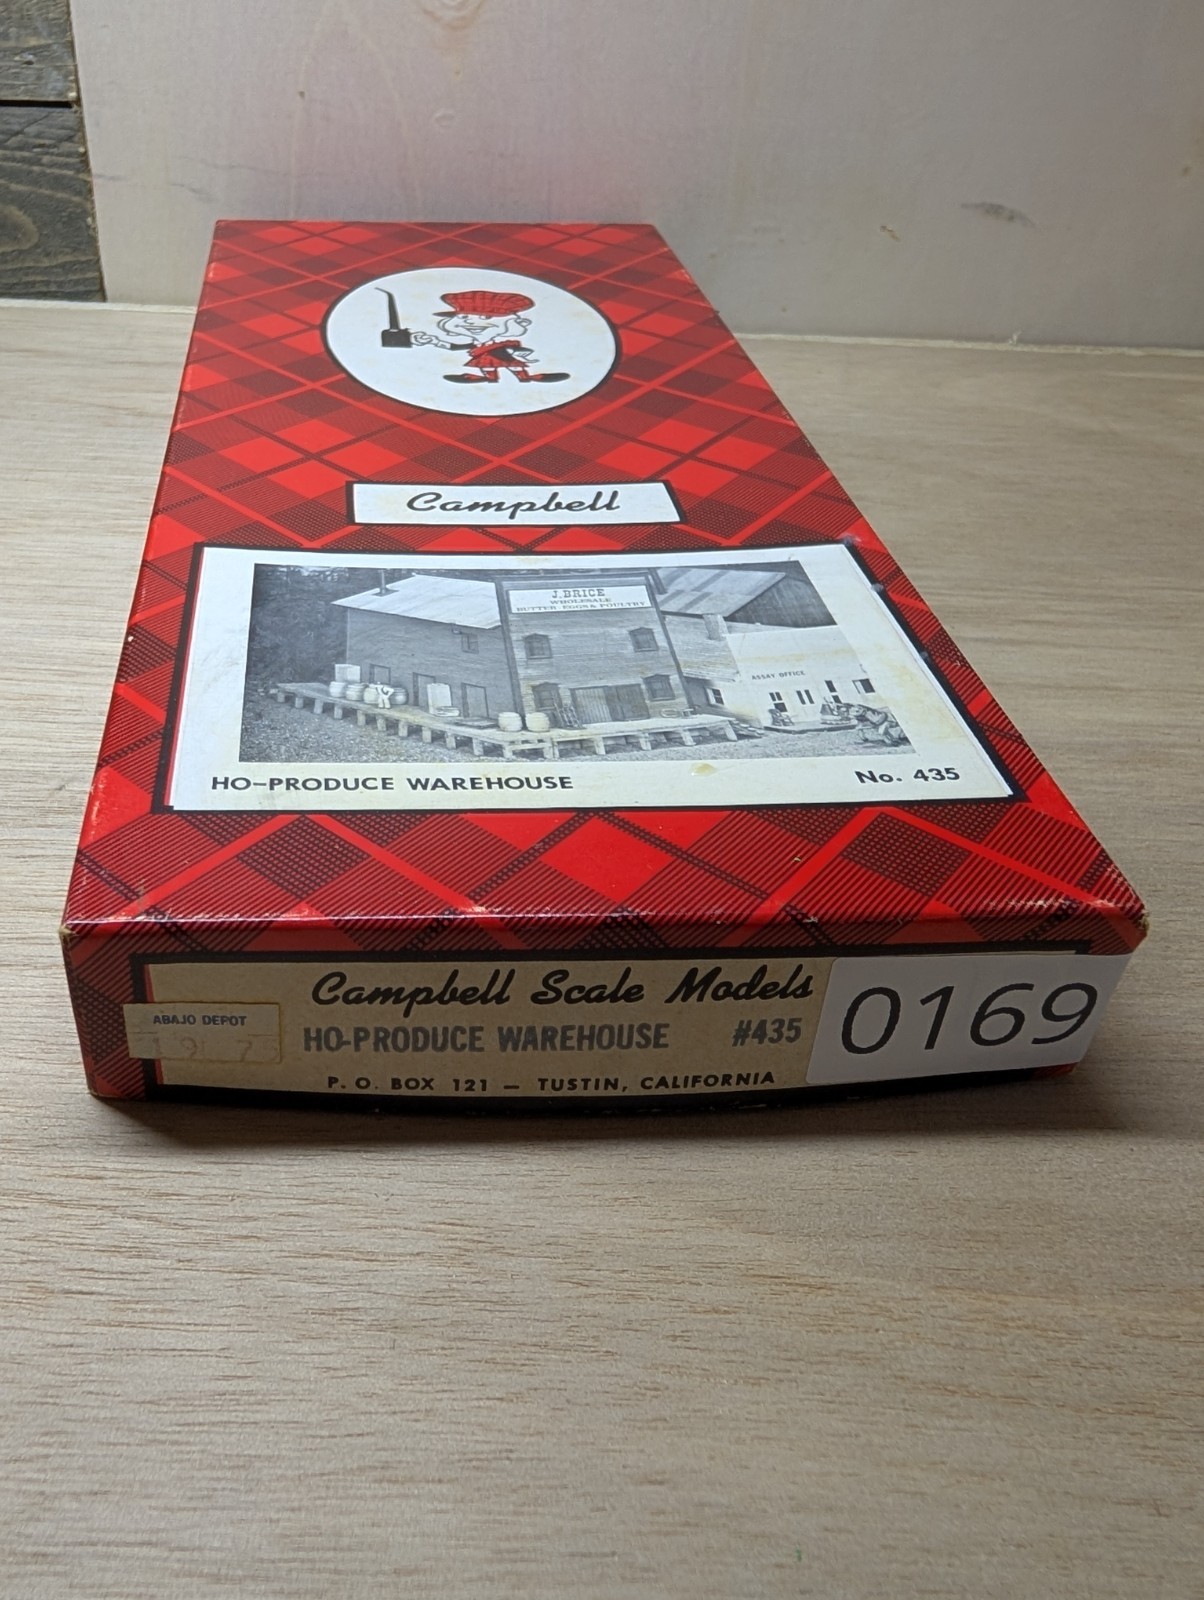 Campbell
J. BRICE
WHOLESALE
BUTTER EGGS & POULTRY
ASSAY OFFICE
HO-PRODUCE WAREHOUSE
No. 435
Campbell Scale Models
ABAJO DEPOT
HO-PRODUCE WAREHOUSE #435
P. O. BOX 121 — TUSTIN, CALIFORNIA
0169